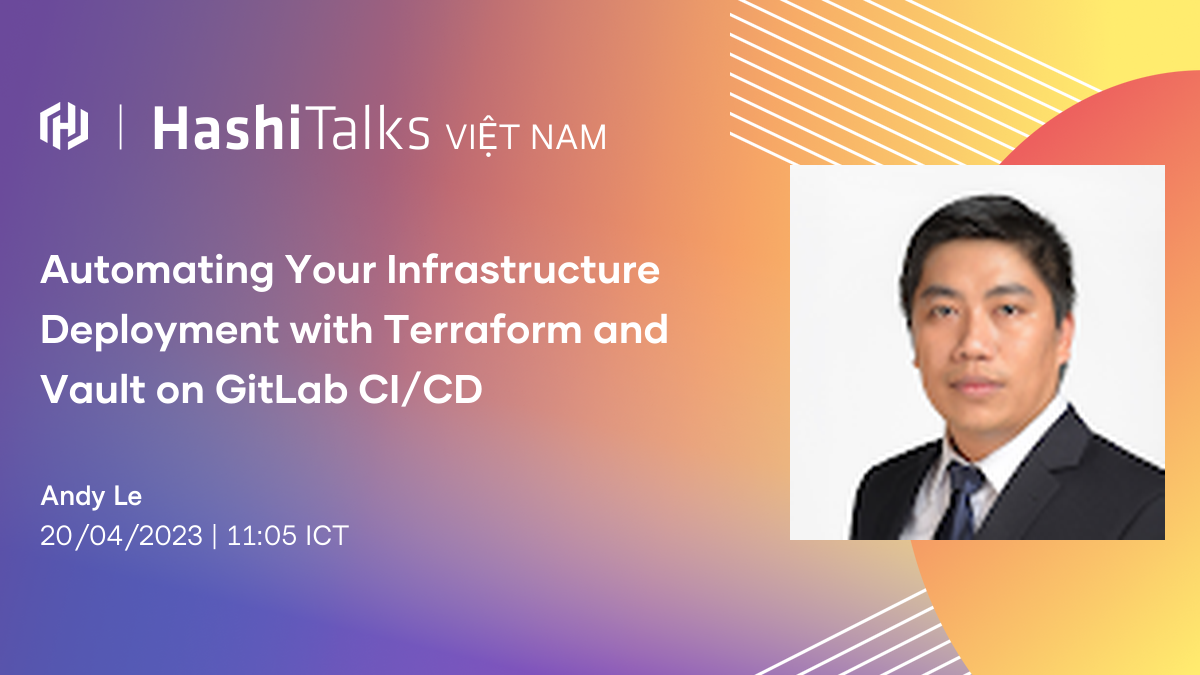 HashiTalks VIỆT NAM
Automating Your Infrastructure
Deployment with Terraform and
Vault on GitLab CI/CD
Andy Le
20/04/2023 | 11:05 ICT